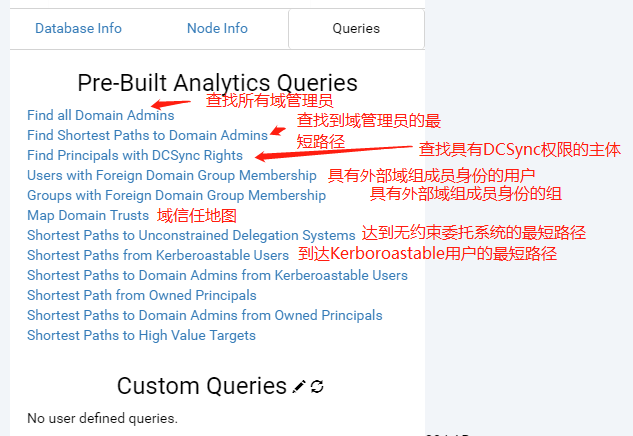 Database Info Node Info Queries
Pre-Built Analytics Queries
Find all Domain Admins 查找所有域管理员
Find Shortest Paths to Domain Admins 查找到域管理员的最
短路径
Find Principals with DCSync Rights 查找具有DCSync权限的主体
Users with Foreign Domain Group Membership 具有外部域组成员身份的用户
Groups with Foreign Domain Group Membership 具有外部域组成员身份的组
Map Domain Trusts 域信任地图
Shortest Paths to Unconstrained Delegation Systems 达到无约束委托系统的最短路径
Shortest Paths from Kerberoastable Users 到达Kerboroastable用户的最短路径
Shortest Paths to Domain Admins from Kerberoastable Users
Shortest Path from Owned Principals
Shortest Paths to Domain Admins from Owned Principals
Shortest Paths to High Value Targets
Custom Queries
No user defined queries.